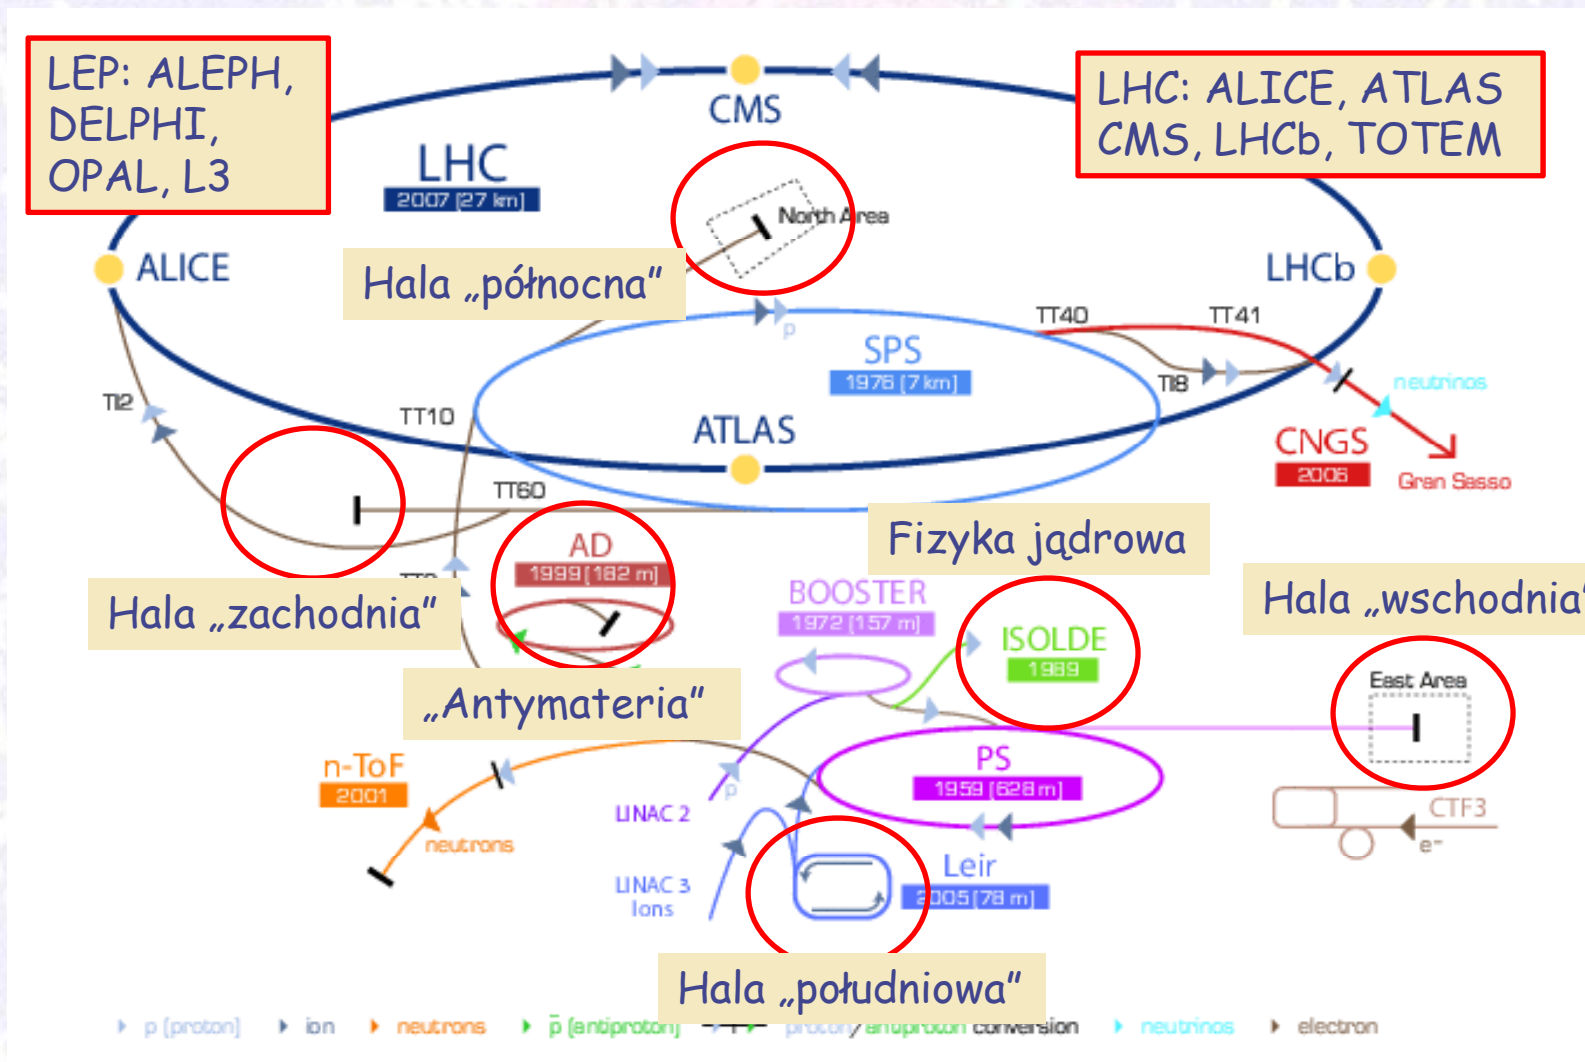 LEP: ALEPH,
DELPHI,
OPAL, L3
LHC: ALICE, ATLAS
CMS, LHCb, TOTEM
CMS
LHC
2007 [27 km]
North Area
ALICE
LHCb
Hala „północna”
TT40
TT41
p
SPS
1976 [7 km]
TI8
neutrinos
TI2
TT10
ATLAS
CNGS
2006
Gran Sasso
TT60
Fizyka jądrowa
AD
1999 [182 m]
BOOSTER
1972 [157 m]
Hala „zachodnia”
Hala „wschodnia”
ISOLDE
1989
East Area
„Antymateria”
n-ToF
2001
PS
1959 [628 m]
p
LINAC 2
CTF3
neutrons
e-
Leir
2005 [78 m]
LINAC 3
Ions
Hala „południowa”
p [proton]
ion
neutrons
p̄ [antiproton]
proton/antiproton conversion
neutrinos
electron